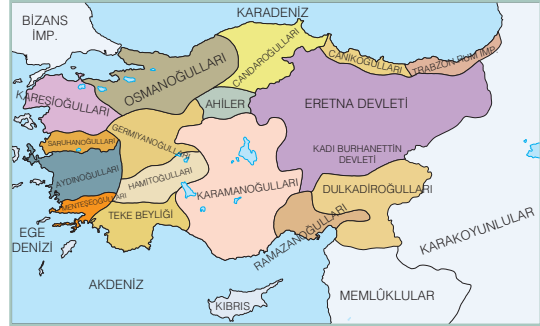 BİZANS
İMP.
KARADENİZ
OSMANOĞULLARI
CANDAROĞULLARI
CANİKOĞULLARI
TRABZON RUM İMP.
KARESİOĞULLARI
AHİLER
ERETNA DEVLETİ
GERMİYANOĞULLARI
SARUHANOĞULLARI
KADI BURHANETTİN
DEVLETİ
AYDINOĞULLARI
HAMİTOĞULLARI
KARAMANOĞULLARI
DULKADİROĞULLARI
MENTEŞEOĞULLARI
TEKE BEYLİĞİ
RAMAZANOĞULLARI
EGE
DENİZİ
KARAKOYUNLULAR
AKDENİZ
KIBRIS
MEMLÛKLULAR